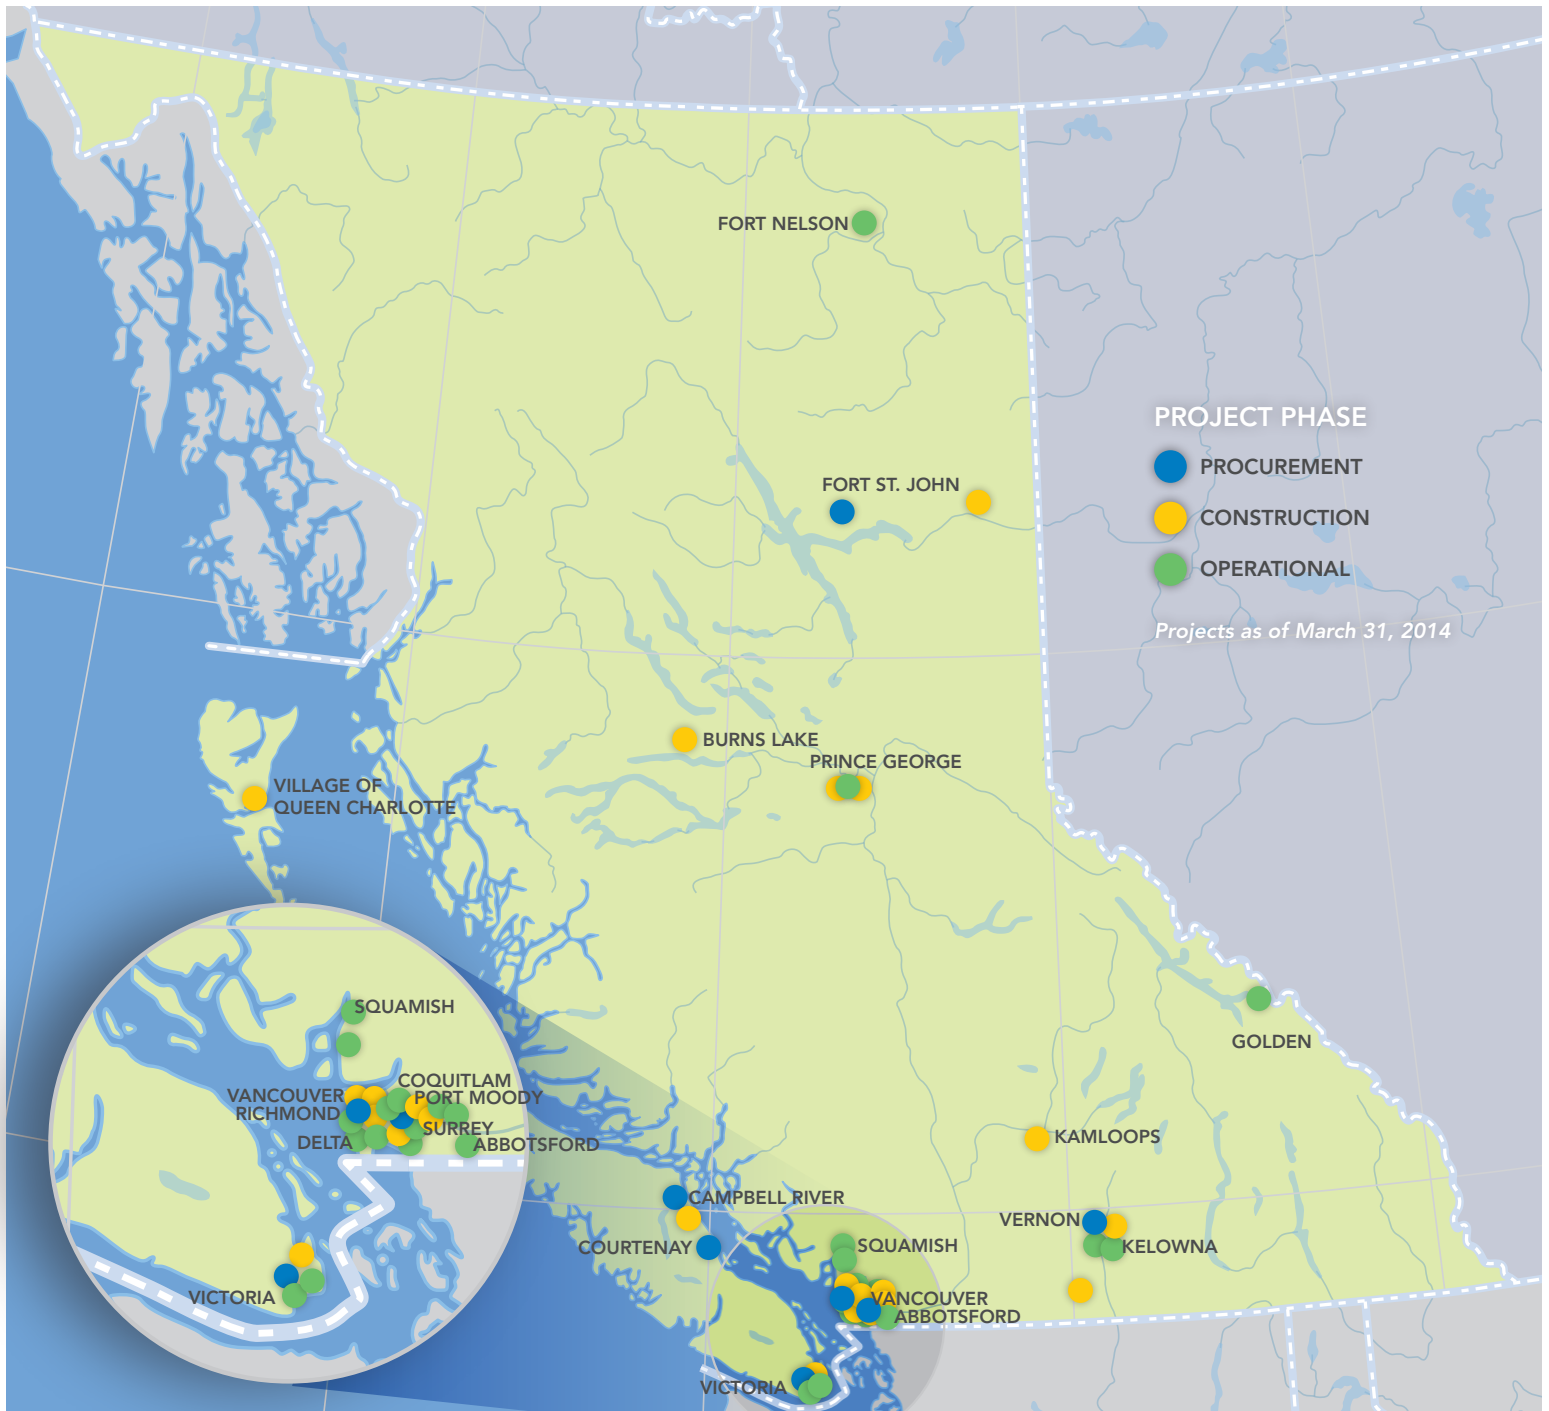 FORT NELSON
PROJECT PHASE
PROCUREMENT
FORT ST. JOHN
CONSTRUCTION
OPERATIONAL
Projects as of March 31, 2014
BURNS LAKE
PRINCE GEORGE
VILLAGE OF
QUEEN CHARLOTTE
SQUAMISH
GOLDEN
COQUITLAM
VANCOUVER
PORT MOODY
RICHMOND
SURREY
DELTA
ABBOTSFORD
KAMLOOPS
CAMPBELL RIVER
VERNON
COURTENAY
SQUAMISH
KELOWNA
VICTORIA
VANCOUVER
ABBOTSFORD
VICTORIA